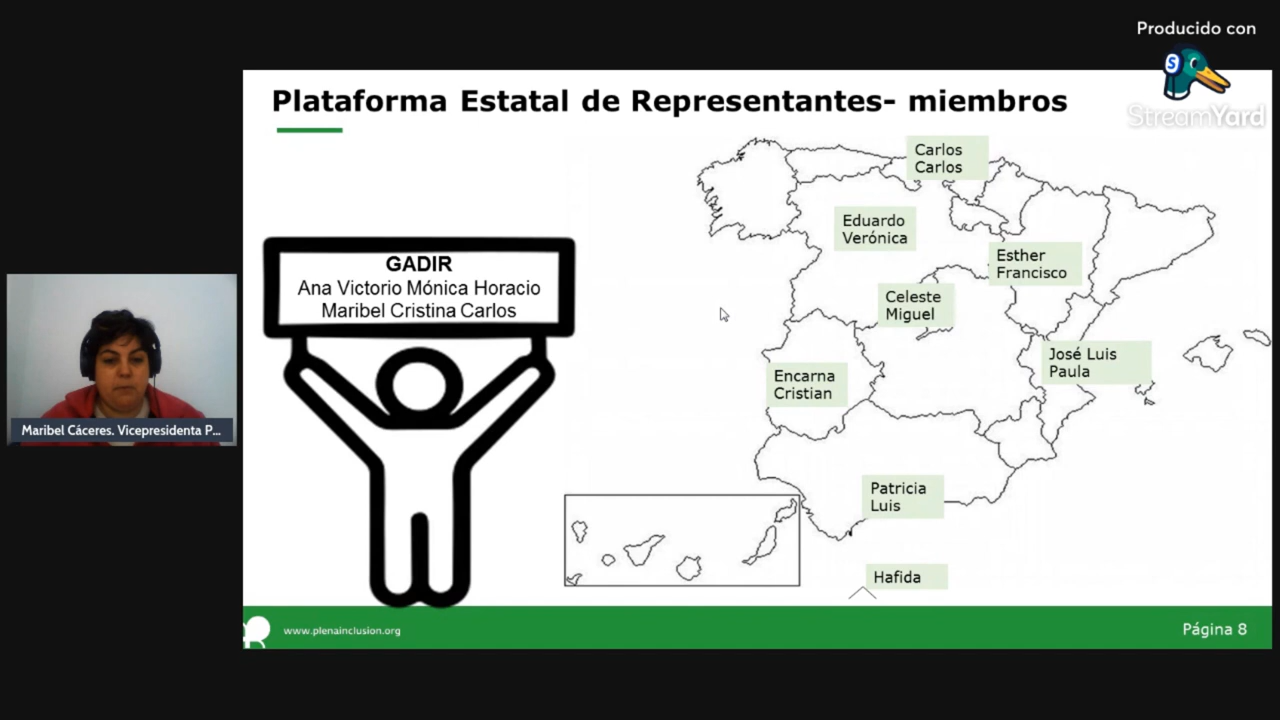 Producido con
StreamYard
Plataforma Estatal de Representantes- miembros
Carlos
Carlos
Eduardo
Verónica
Esther
Francisco
GADIR
Ana Victorio Mónica Horacio
Maribel Cristina Carlos
Celeste
Miguel
José Luis
Paula
Encarna
Cristian
Maribel Cáceres. Vicepresidenta P...
Patricia
Luis
Hafida
www.plenainclusion.org
Página 8